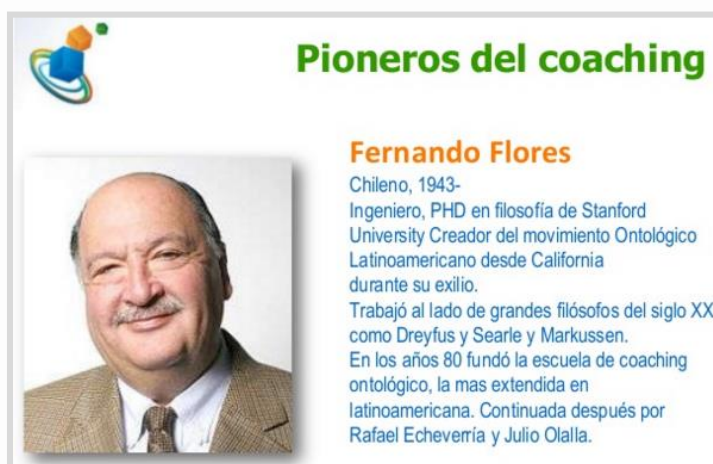 Pioneros del coaching
Fernando Flores
Chileno, 1943-
Ingeniero, PHD en filosofía de Stanford
University Creador del movimiento Ontológico
Latinoamericano desde California
durante su exilio.
Trabajó al lado de grandes filósofos del siglo XX
como Dreyfus y Searle y Markussen.
En los años 80 fundó la escuela de coaching
ontológico, la mas extendida en
latinoamericana. Continuada después por
Rafael Echeverría y Julio Olalla.